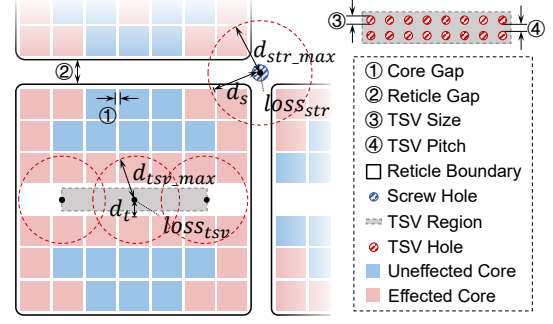 ③
④
d_str_max
②
d_s
loss_str
①
d_tsv_max
d_t
loss_tsv
① Core Gap
② Reticle Gap
③ TSV Size
④ TSV Pitch
Reticle Boundary
Screw Hole
TSV Region
TSV Hole
Uneffected Core
Effected Core